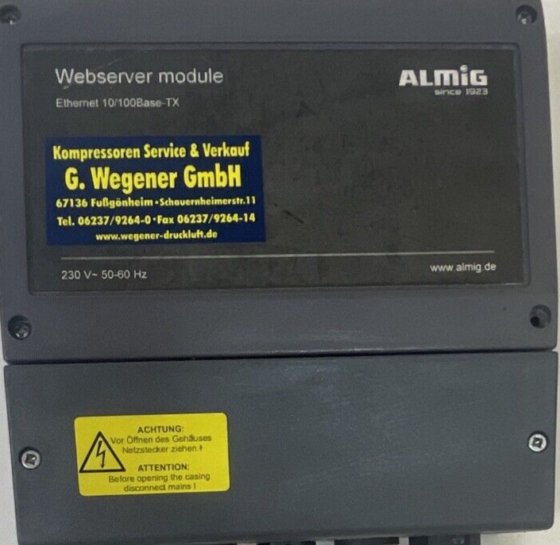 Webserver module
Ethernet 10/100Base-TX
ALMiG
since 1923
Kompressoren Service & Verkauf
G. Wegener GmbH
67136 Fußgönheim • Schauernheimerstr.11
Tel. 06237/9264-0 • Fax 06237/9264-14
www.wegener-druckluft.de
230 V~ 50-60 Hz
www.almig.de
ACHTUNG:
Vor Öffnen des Gehäuses
Netzstecker ziehen !
ATTENTION:
Before opening the casing
disconnect mains !